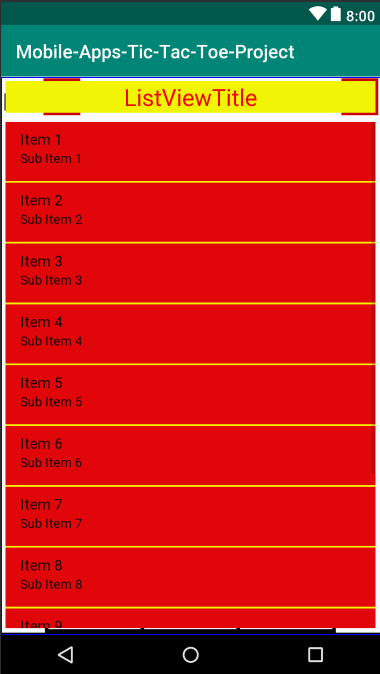 8:00
Mobile-Apps-Tic-Tac-Toe-Project
ListViewTitle
Item 1
Sub Item 1
Item 2
Sub Item 2
Item 3
Sub Item 3
Item 4
Sub Item 4
Item 5
Sub Item 5
Item 6
Sub Item 6
Item 7
Sub Item 7
Item 8
Sub Item 8
Item 9